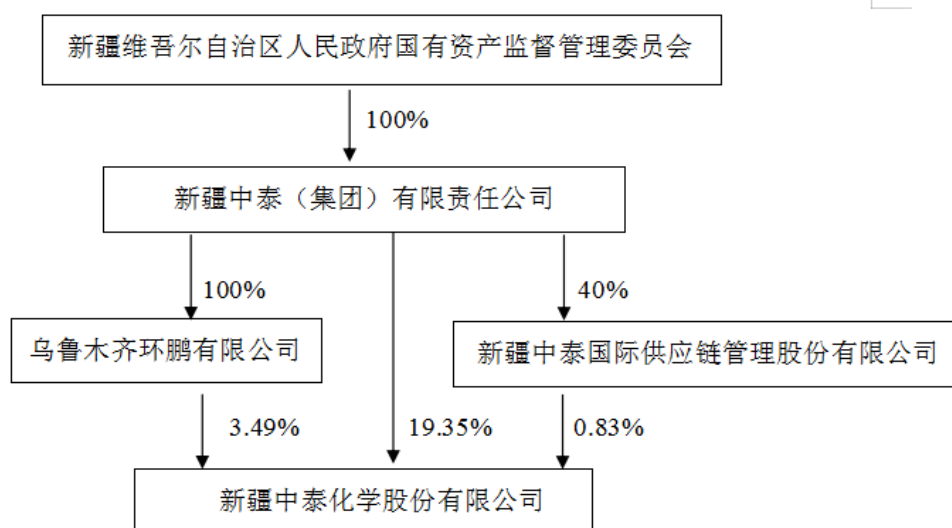 新疆维吾尔自治区人民政府国有资产监督管理委员会
100%
新疆中泰（集团）有限责任公司
100%
40%
乌鲁木齐环鹏有限公司
新疆中泰国际供应链管理股份有限公司
3.49%
19.35%
0.83%
新疆中泰化学股份有限公司